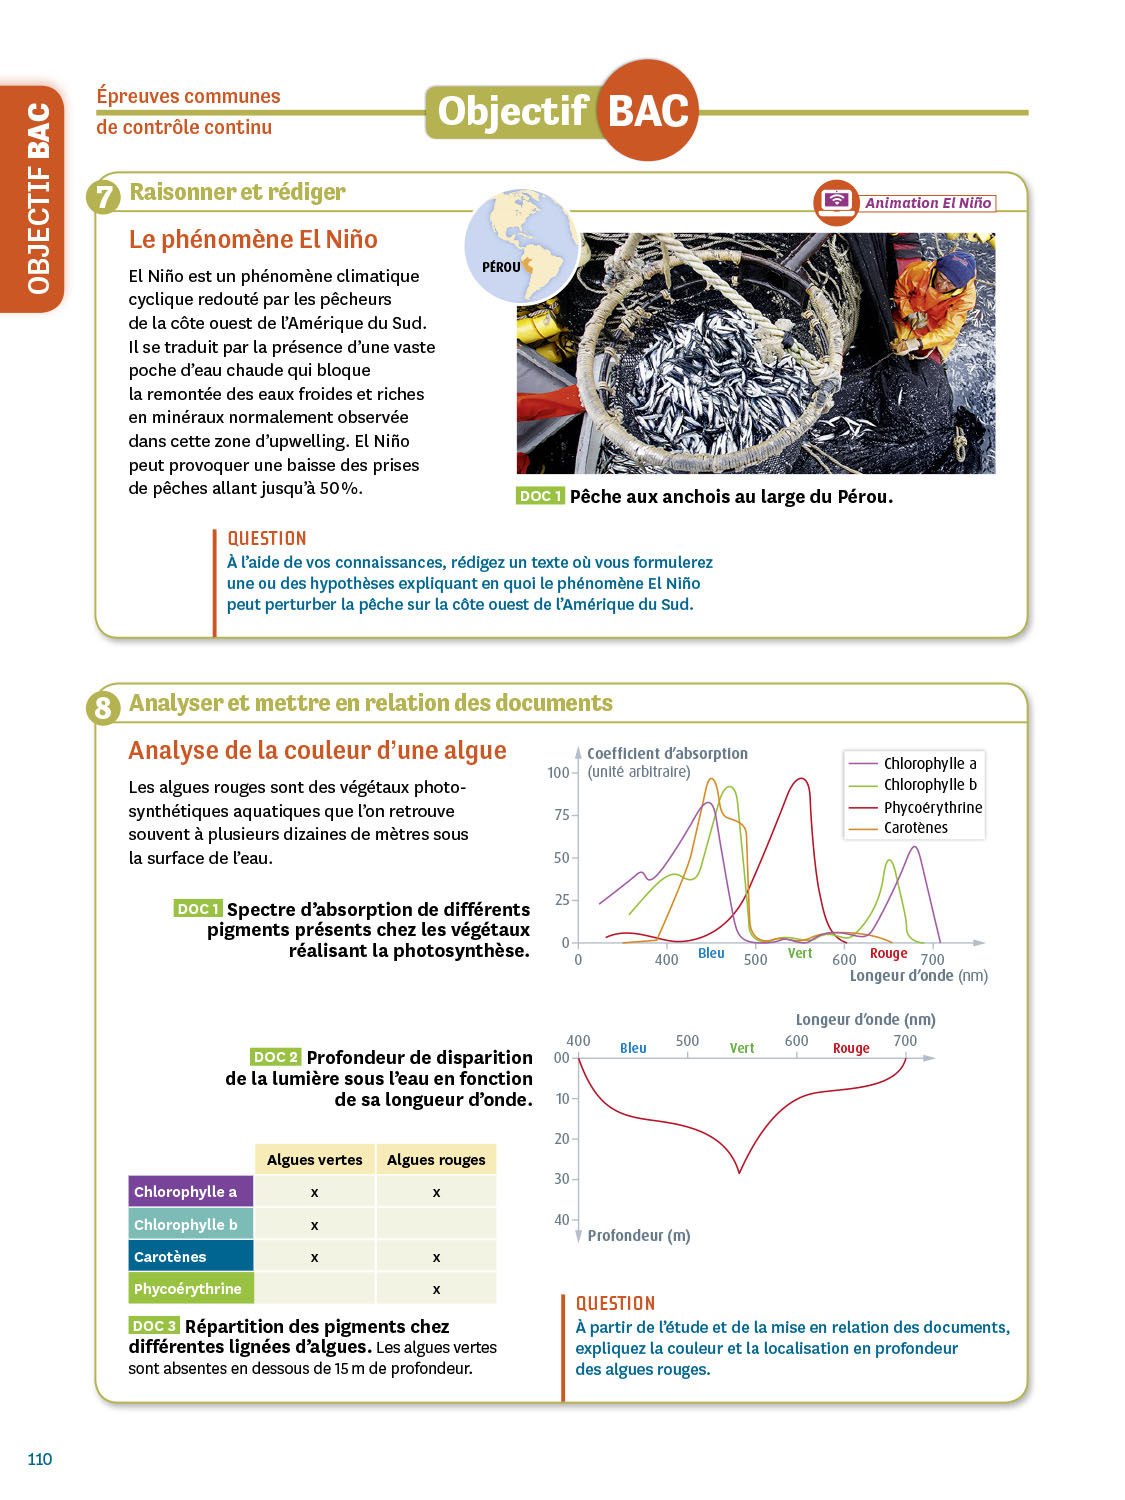 OBJECTIF BAC
Épreuves communes
de contrôle continu
Objectif BAC
7 Raisonner et rédiger
Animation El Niño
Le phénomène El Niño
El Niño est un phénomène climatique
cyclique redouté par les pêcheurs
de la côte ouest de l'Amérique du Sud.
Il se traduit par la présence d'une vaste
poche d'eau chaude qui bloque
la remontée des eaux froides et riches
en minéraux normalement observée
dans cette zone d'upwelling. El Niño
peut provoquer une baisse des prises
de pêches allant jusqu'à 50 %.
PÉROU
DOC 1 Pêche aux anchois au large du Pérou.
QUESTION
À l'aide de vos connaissances, rédigez un texte où vous formulerez
une ou des hypothèses expliquant en quoi le phénomène El Niño
peut perturber la pêche sur la côte ouest de l'Amérique du Sud.
8 Analyser et mettre en relation des documents
Analyse de la couleur d'une algue
Les algues rouges sont des végétaux photo-
synthétiques aquatiques que l'on retrouve
souvent à plusieurs dizaines de mètres sous
la surface de l'eau.
DOC 1 Spectre d'absorption de différents
pigments présents chez les végétaux
réalisant la photosynthèse.
Coefficient d'absorption
(unité arbitraire)
100
75
50
25
0
0 400 Bleu 500 Vert 600 Rouge 700
Longeur d'onde (nm)
Chlorophylle a
Chlorophylle b
Phycoérythrine
Carotènes
DOC 2 Profondeur de disparition
de la lumière sous l'eau en fonction
de sa longueur d'onde.
Longeur d'onde (nm)
400 500 600 700
Bleu Vert Rouge
00
10
20
30
40
Profondeur (m)
Algues vertes Algues rouges
Chlorophylle a x x
Chlorophylle b x
Carotènes x x
Phycoérythrine x
DOC 3 Répartition des pigments chez
différentes lignées d'algues. Les algues vertes
sont absentes en dessous de 15 m de profondeur.
QUESTION
À partir de l'étude et de la mise en relation des documents,
expliquez la couleur et la localisation en profondeur
des algues rouges.
110